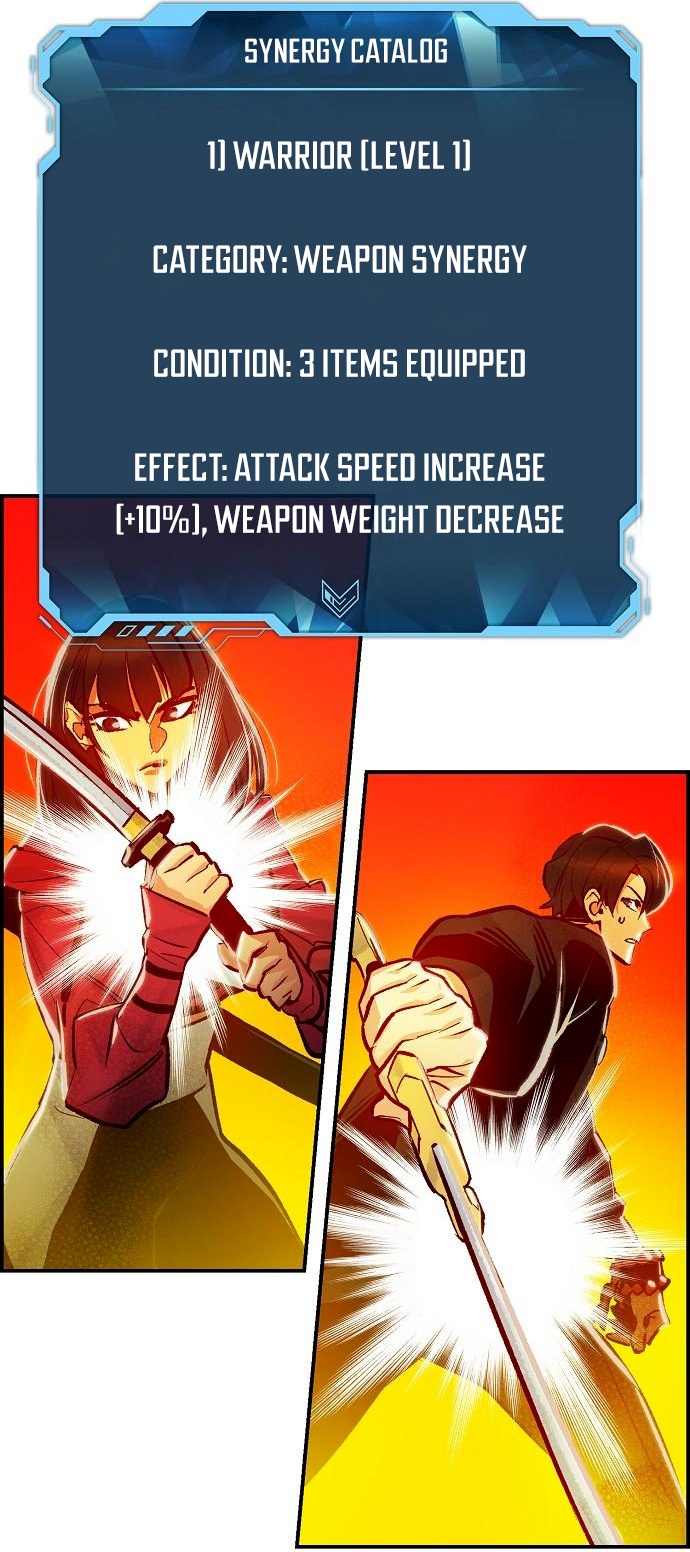 SYNERGY CATALOG
1) WARRIOR [LEVEL 1]
CATEGORY: WEAPON SYNERGY
CONDITION: 3 ITEMS EQUIPPED
EFFECT: ATTACK SPEED INCREASE
[+10%], WEAPON WEIGHT DECREASE